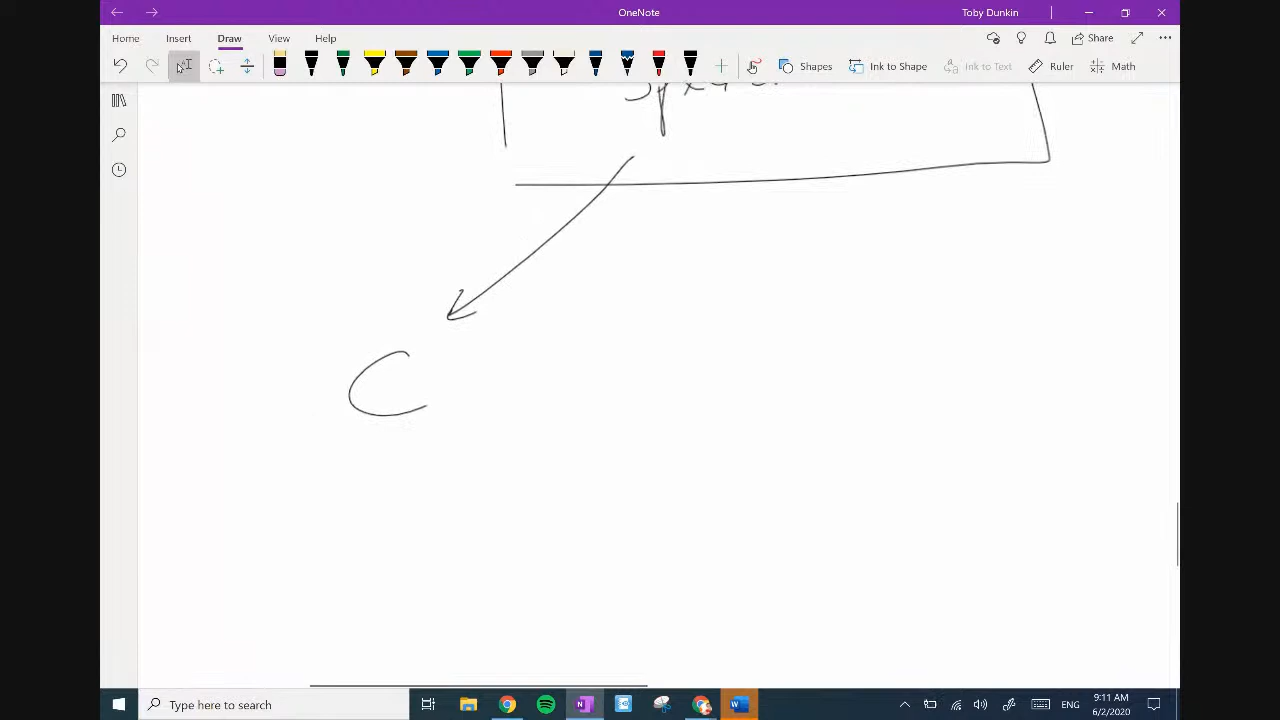 OneNote
Toby Dunkin
Home Insert Draw View Help
Share
Shapes Ink to Shape Ink to Text Ruler Math
C
Type here to search
ENG
9:11 AM
6/2/2020